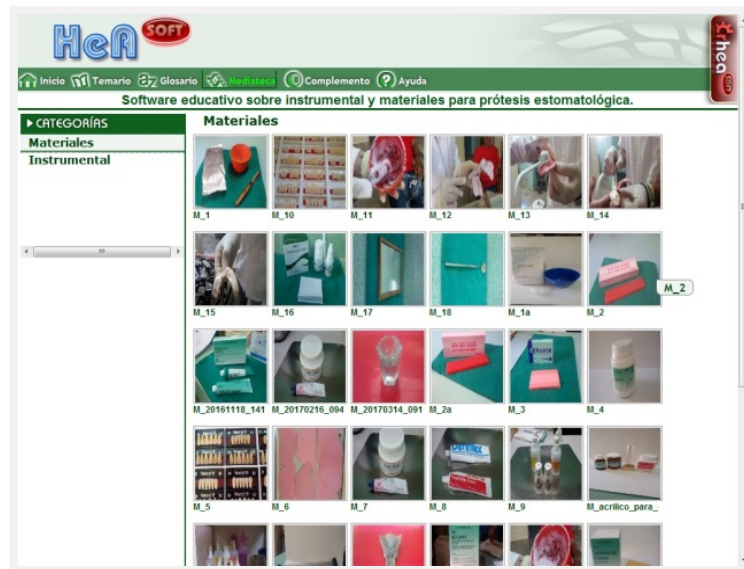 HeA SOFT
rhea
Inicio Temario Glosario Mediateca Complemento Ayuda
Software educativo sobre instrumental y materiales para prótesis estomatológica.
CATEGORÍAS
Materiales
Instrumental
Materiales
M_1 M_10 M_11 M_12 M_13 M_14
M_15 M_16 M_17 M_18 M_1a M_2
M_2
M_20161118_141 M_20170216_094 M_20170314_091 M_2a M_3 M_4
M_5 M_6 M_7 M_8 M_9 M_acrilico_para_